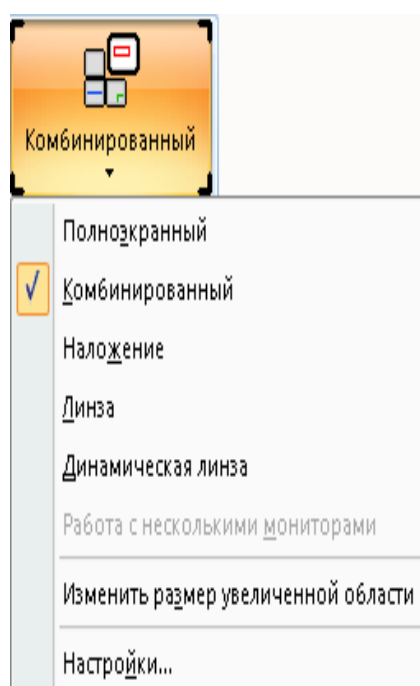 Комбинированный
Полноэкранный
Комбинированный
Наложение
Линза
Динамическая линза
Работа с несколькими мониторами
Изменить размер увеличенной области
Настройки...